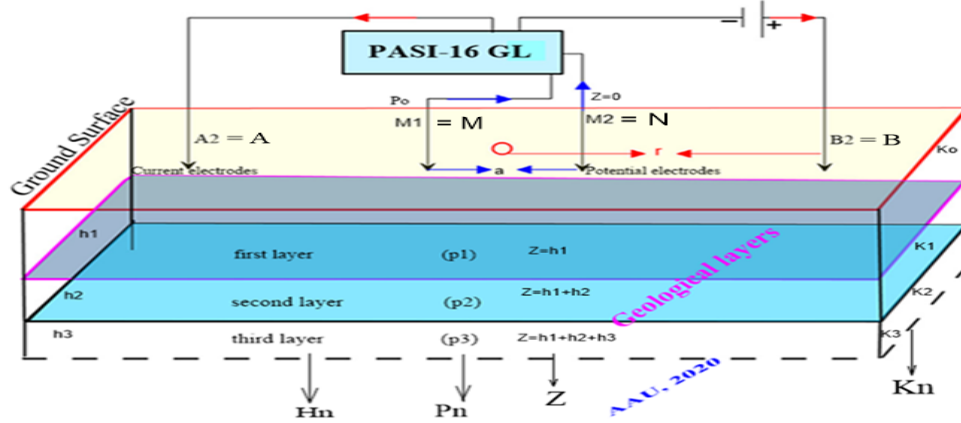 − +
PASI-16 GL
Po
Z=0
M1 = M
M2 = N
A2 = A
B2 = B
Ground Surface
Ko
O
r
Current electrodes
a
Potential electrodes
h1
first layer (p1) Z=h1
K1
h2
second layer (p2) Z=h1+h2
K2
Geological layers
h3
third layer (p3) Z=h1+h2+h3
K3
Hn
Pn
Z
AAU, 2020
Kn